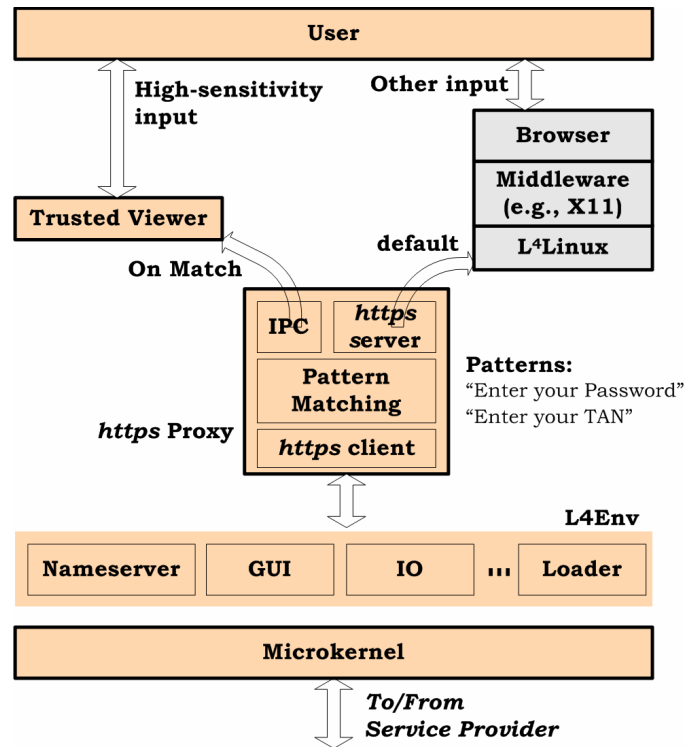 User
High-sensitivity
input
Other input
Browser
Middleware
(e.g., X11)
L⁴Linux
Trusted Viewer
default
On Match
IPC
https
server
Pattern
Matching
https client
https Proxy
Patterns:
“Enter your Password”
“Enter your TAN”
L4Env
Nameserver
GUI
IO
...
Loader
Microkernel
To/From
Service Provider